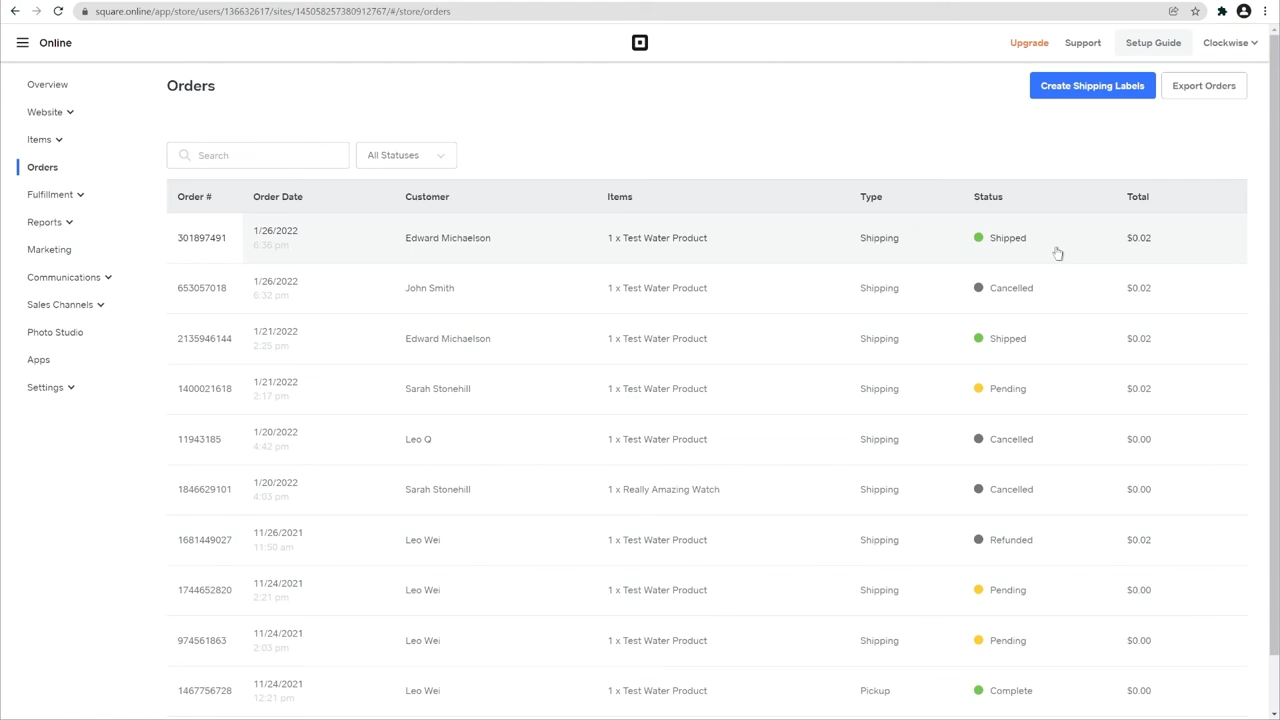 square.online/app/store/users/136632617/sites/145058257380912767/#/store/orders
Online
Upgrade Support Setup Guide Clockwise
Overview
Website
Items
Orders
Fulfillment
Reports
Marketing
Communications
Sales Channels
Photo Studio
Apps
Settings
Orders
Create Shipping Labels Export Orders
Search All Statuses
Order # Order Date Customer Items Type Status Total
301897491 1/26/2022 6:36 pm Edward Michaelson 1 x Test Water Product Shipping Shipped $0.02
653057018 1/26/2022 6:32 pm John Smith 1 x Test Water Product Shipping Cancelled $0.02
2135946144 1/21/2022 2:25 pm Edward Michaelson 1 x Test Water Product Shipping Shipped $0.02
1400021618 1/21/2022 2:17 pm Sarah Stonehill 1 x Test Water Product Shipping Pending $0.02
11943185 1/20/2022 4:42 pm Leo Q 1 x Test Water Product Shipping Cancelled $0.00
1846629101 1/20/2022 4:03 pm Sarah Stonehill 1 x Really Amazing Watch Shipping Cancelled $0.00
1681449027 11/26/2021 11:50 am Leo Wei 1 x Test Water Product Shipping Refunded $0.02
1744652820 11/24/2021 2:21 pm Leo Wei 1 x Test Water Product Shipping Pending $0.00
974561863 11/24/2021 2:03 pm Leo Wei 1 x Test Water Product Shipping Pending $0.00
1467756728 11/24/2021 12:21 pm Leo Wei 1 x Test Water Product Pickup Complete $0.00